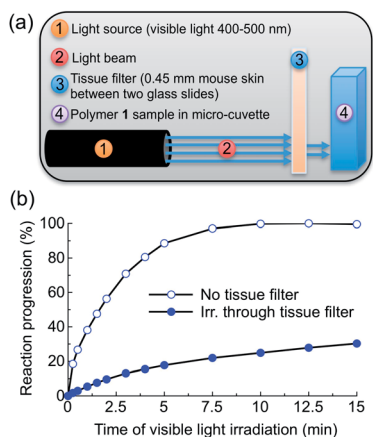 (a)
1 Light source (visible light 400-500 nm)
2 Light beam
3 Tissue filter (0.45 mm mouse skin
between two glass slides)
4 Polymer 1 sample in micro-cuvette
3
4
1
2
(b)
Reaction progression (%)
100
80
60
40
20
0
No tissue filter
Irr. through tissue filter
0 2.5 5 7.5 10 12.5 15
Time of visible light irradiation (min)